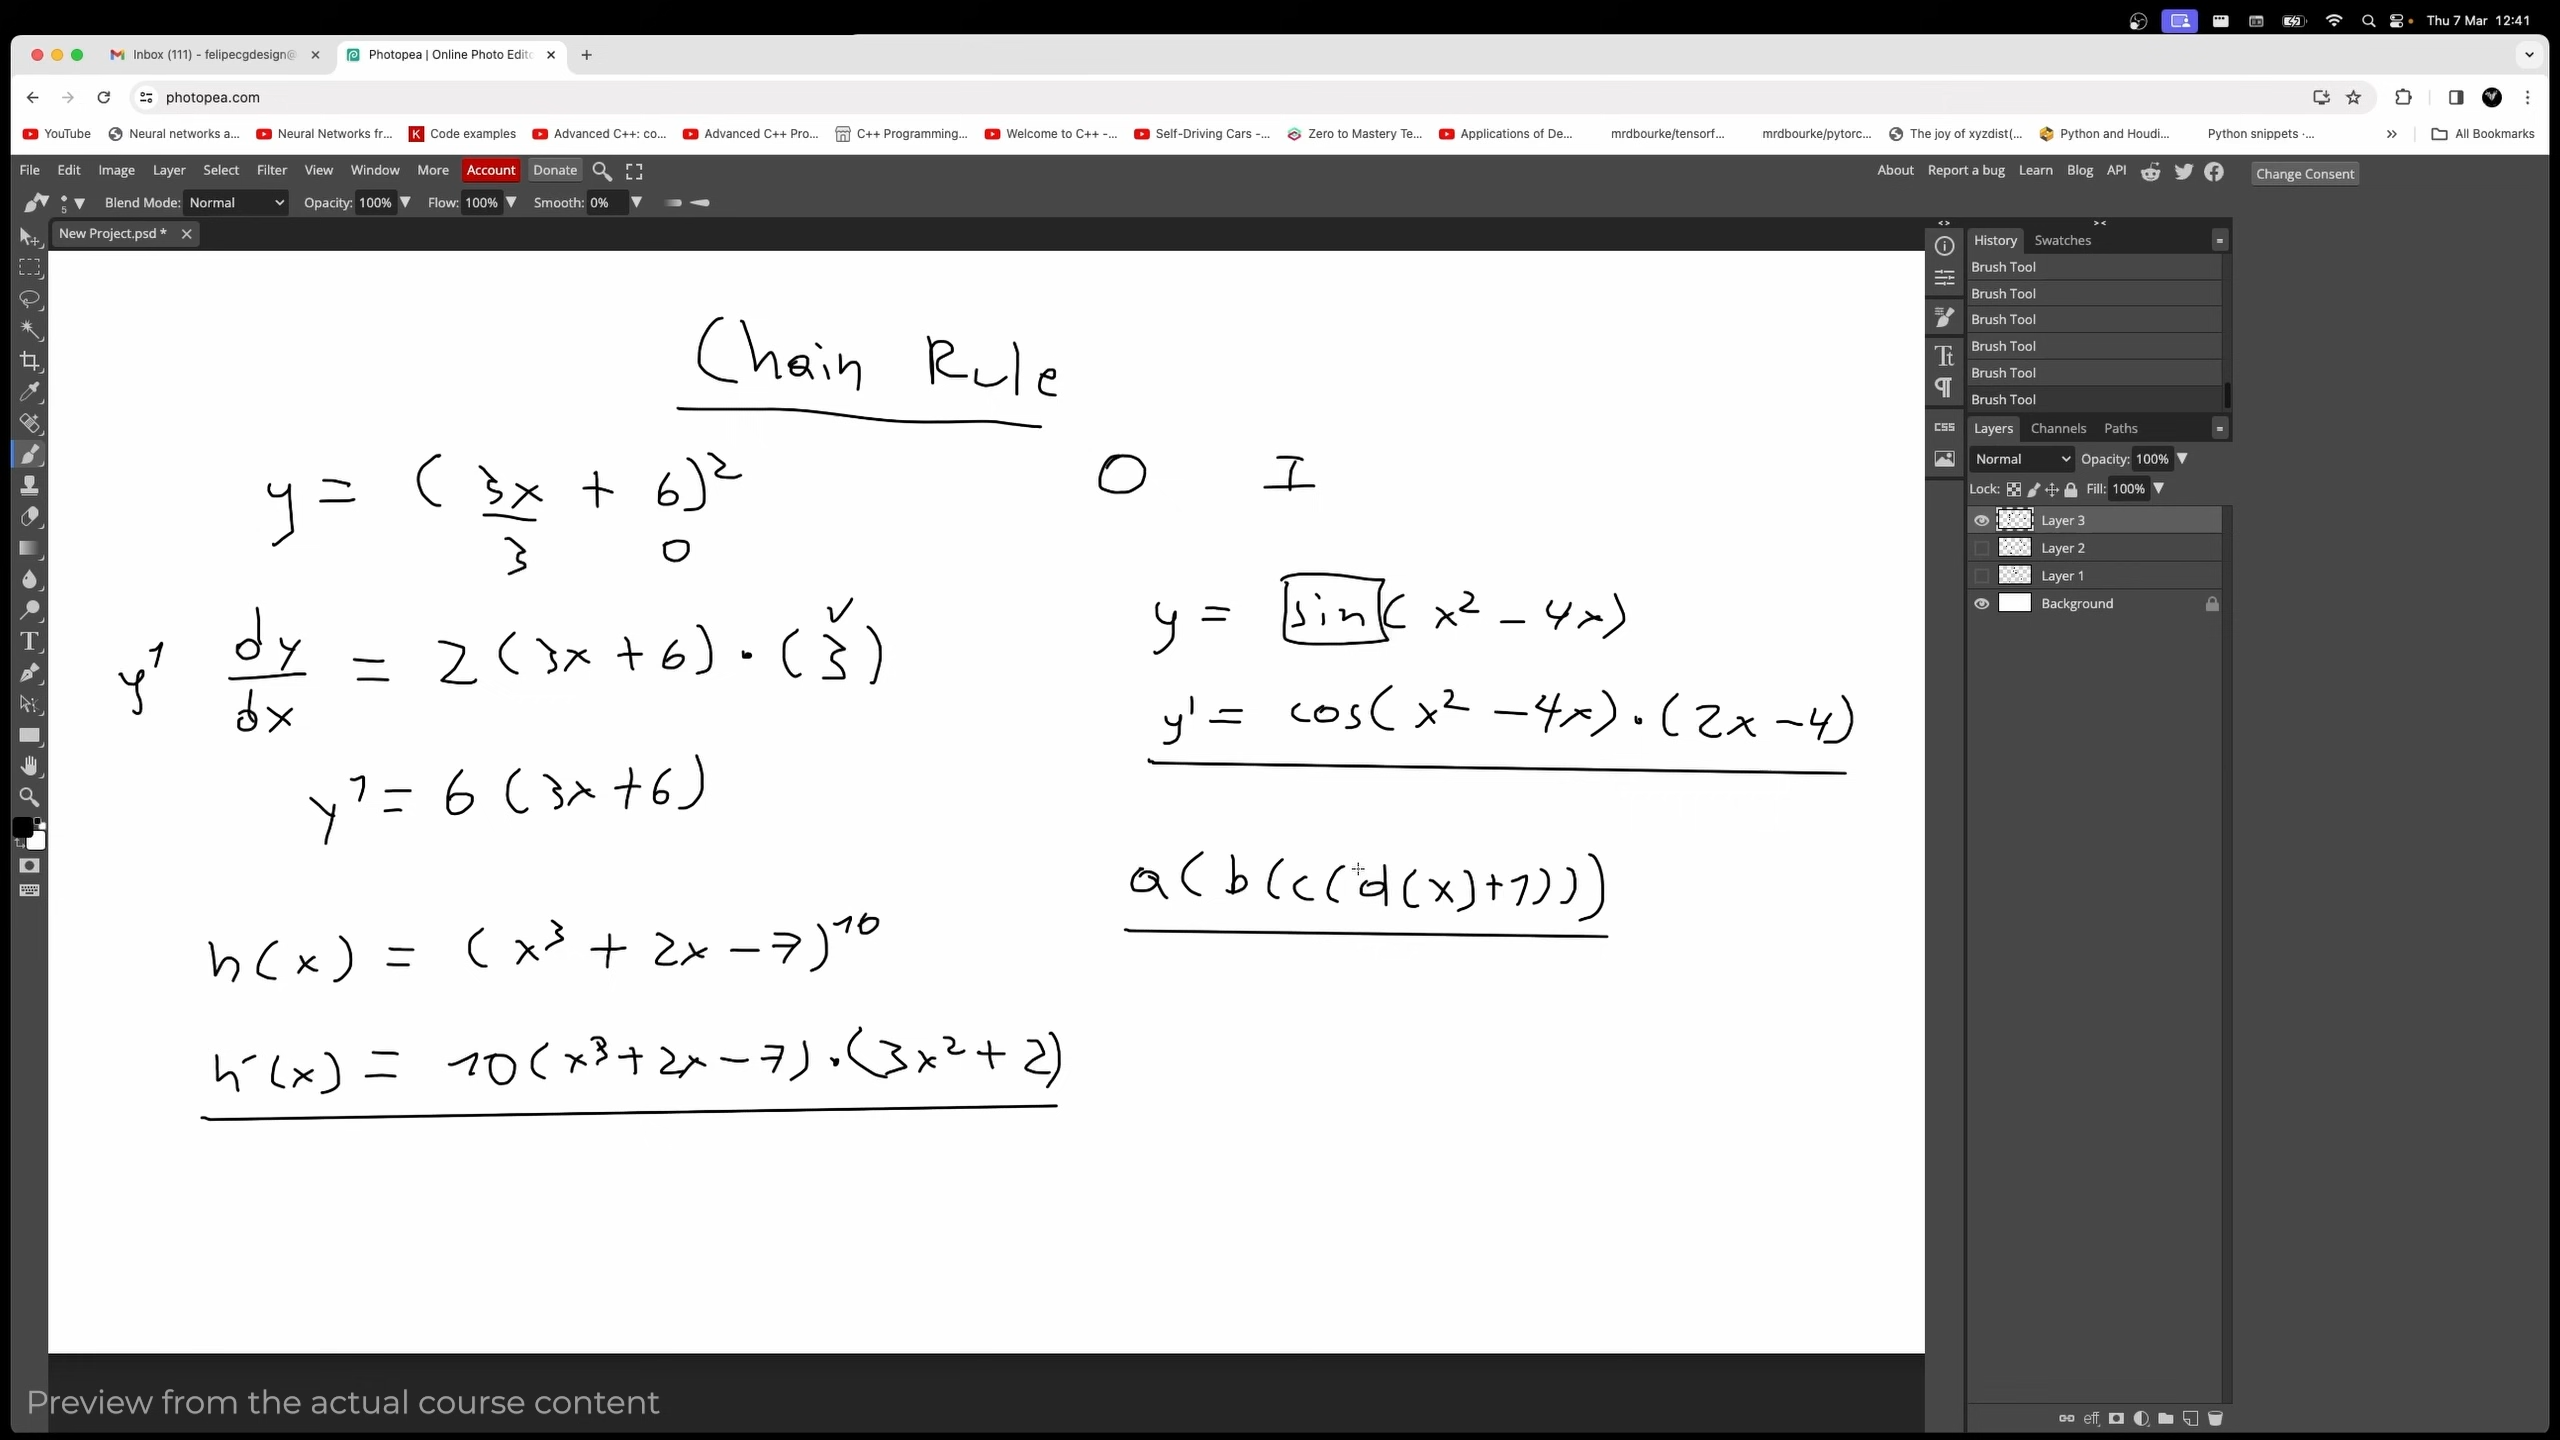 Thu 7 Mar 12:41
Inbox (111) - felipecgdesign@
Photopea | Online Photo Edito
photopea.com
YouTube Neural networks a... Neural Networks fr... Code examples Advanced C++: co... Advanced C++ Pro... C++ Programming... Welcome to C++ -... Self-Driving Cars -... Zero to Mastery Te... Applications of De... mrdbourke/tensorf... mrdbourke/pytorc... The joy of xyzdist(... Python and Houdi... Python snippets ·... » All Bookmarks
File Edit Image Layer Select Filter View Window More Account Donate About Report a bug Learn Blog API Change Consent
5 Blend Mode: Normal Opacity: 100% Flow: 100% Smooth: 0%
New Project.psd *
History Swatches
Brush Tool
Brush Tool
Brush Tool
Brush Tool
Brush Tool
Brush Tool
CSS
Layers Channels Paths
Normal Opacity: 100%
Lock: Fill: 100%
Layer 3
Layer 2
Layer 1
Background
eff
Chain Rule
y = (3x + 6)²
3 0
y' dy/dx = 2(3x+6)·(3)
y' = 6(3x+6)
h(x) = (x³ + 2x - 7)¹⁰
h'(x) = 10(x³+2x-7)·(3x²+2)
O I
y = sin(x² - 4x)
y' = cos(x² - 4x)·(2x - 4)
a(b(c(d(x)+1)))
Preview from the actual course content